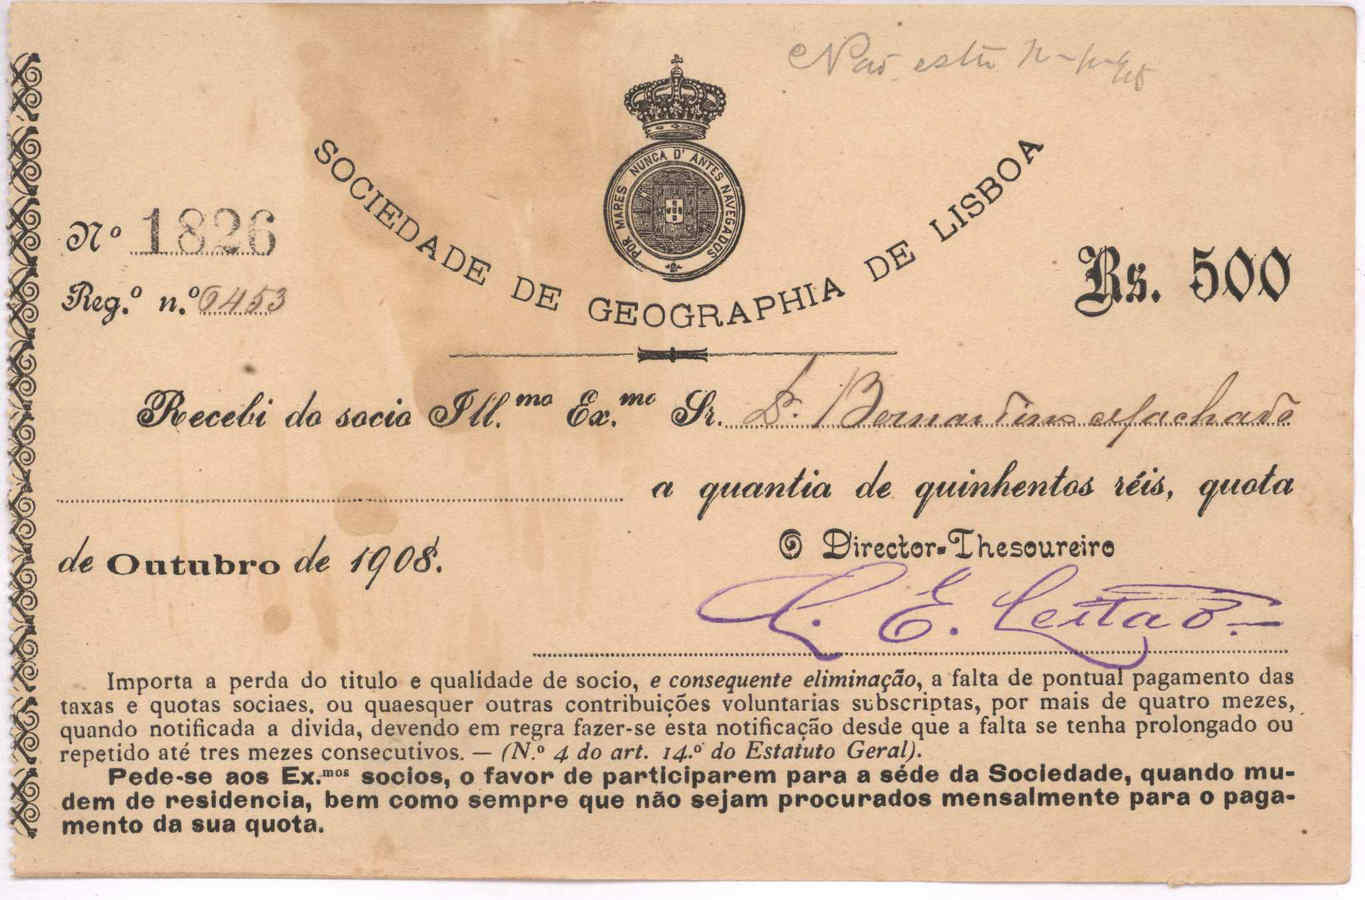 Não está
SOCIEDADE DE GEOGRAPHIA DE LISBOA
POR MARES NUNCA D' ANTES NAVEGADOS
Nº 1826
Rs. 500
Reg.º n.º 6453
Recebi do socio Ill.mo Ex.mo Sr. Dr. Bernardino Machado
a quantia de quinhentos réis, quota
de Outubro de 1908.
O Director-Thesoureiro
C. E. Leitão
Importa a perda do titulo e qualidade de socio, e consequente eliminação, a falta de pontual pagamento das
taxas e quotas sociaes, ou quaesquer outras contribuições voluntarias subscriptas, por mais de quatro mezes,
quando notificada a divida, devendo em regra fazer-se esta notificação desde que a falta se tenha prolongado ou
repetido até tres mezes consecutivos. — (N.º 4 do art. 14.º do Estatuto Geral).
Pede-se aos Ex.mos socios, o favor de participarem para a séde da Sociedade, quando mu-
dem de residencia, bem como sempre que não sejam procurados mensalmente para o paga-
mento da sua quota.